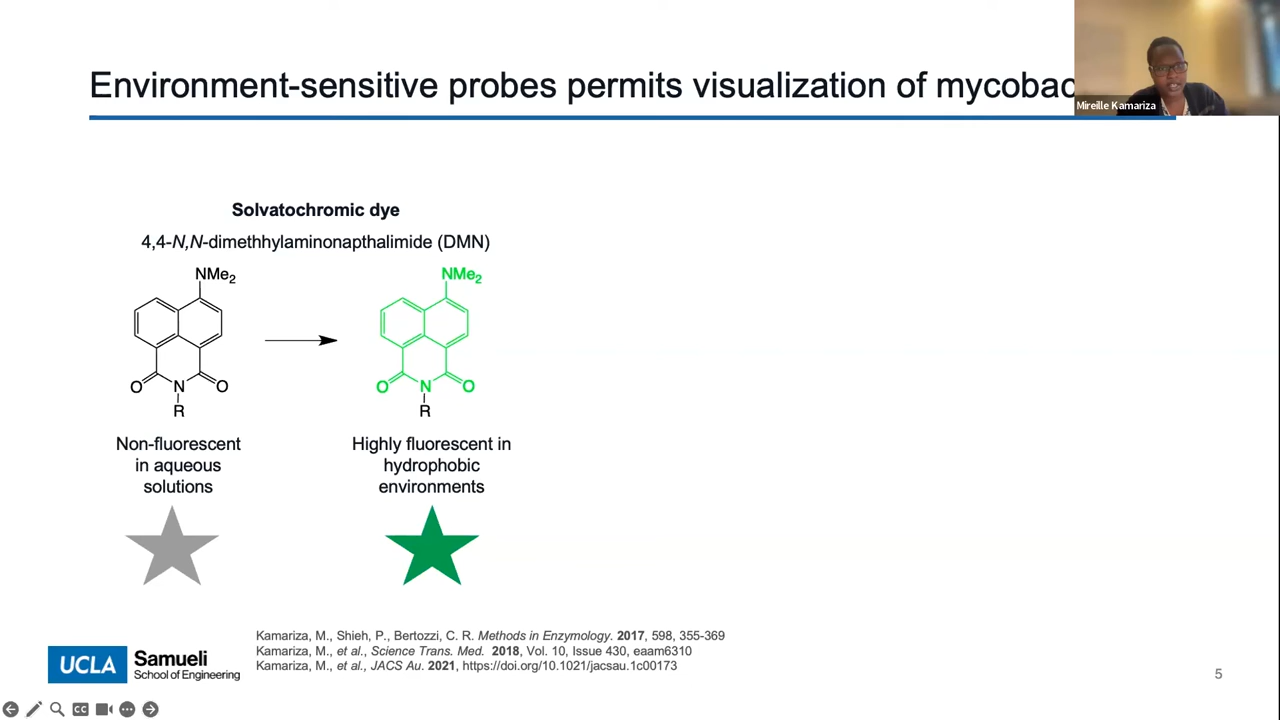 Environment-sensitive probes permits visualization of mycobac
Mireille Kamariza
Solvatochromic dye
4,4-N,N-dimethhylaminonapthalimide (DMN)
NMe2
NMe2
O N O
O N O
R
R
Non-fluorescent
in aqueous
solutions
Highly fluorescent in
hydrophobic
environments
Kamariza, M., Shieh, P., Bertozzi, C. R. Methods in Enzymology. 2017, 598, 355-369
Kamariza, M., et al., Science Trans. Med. 2018, Vol. 10, Issue 430, eaam6310
Kamariza, M., et al., JACS Au. 2021, https://doi.org/10.1021/jacsau.1c00173
UCLA Samueli
School of Engineering
5
CC